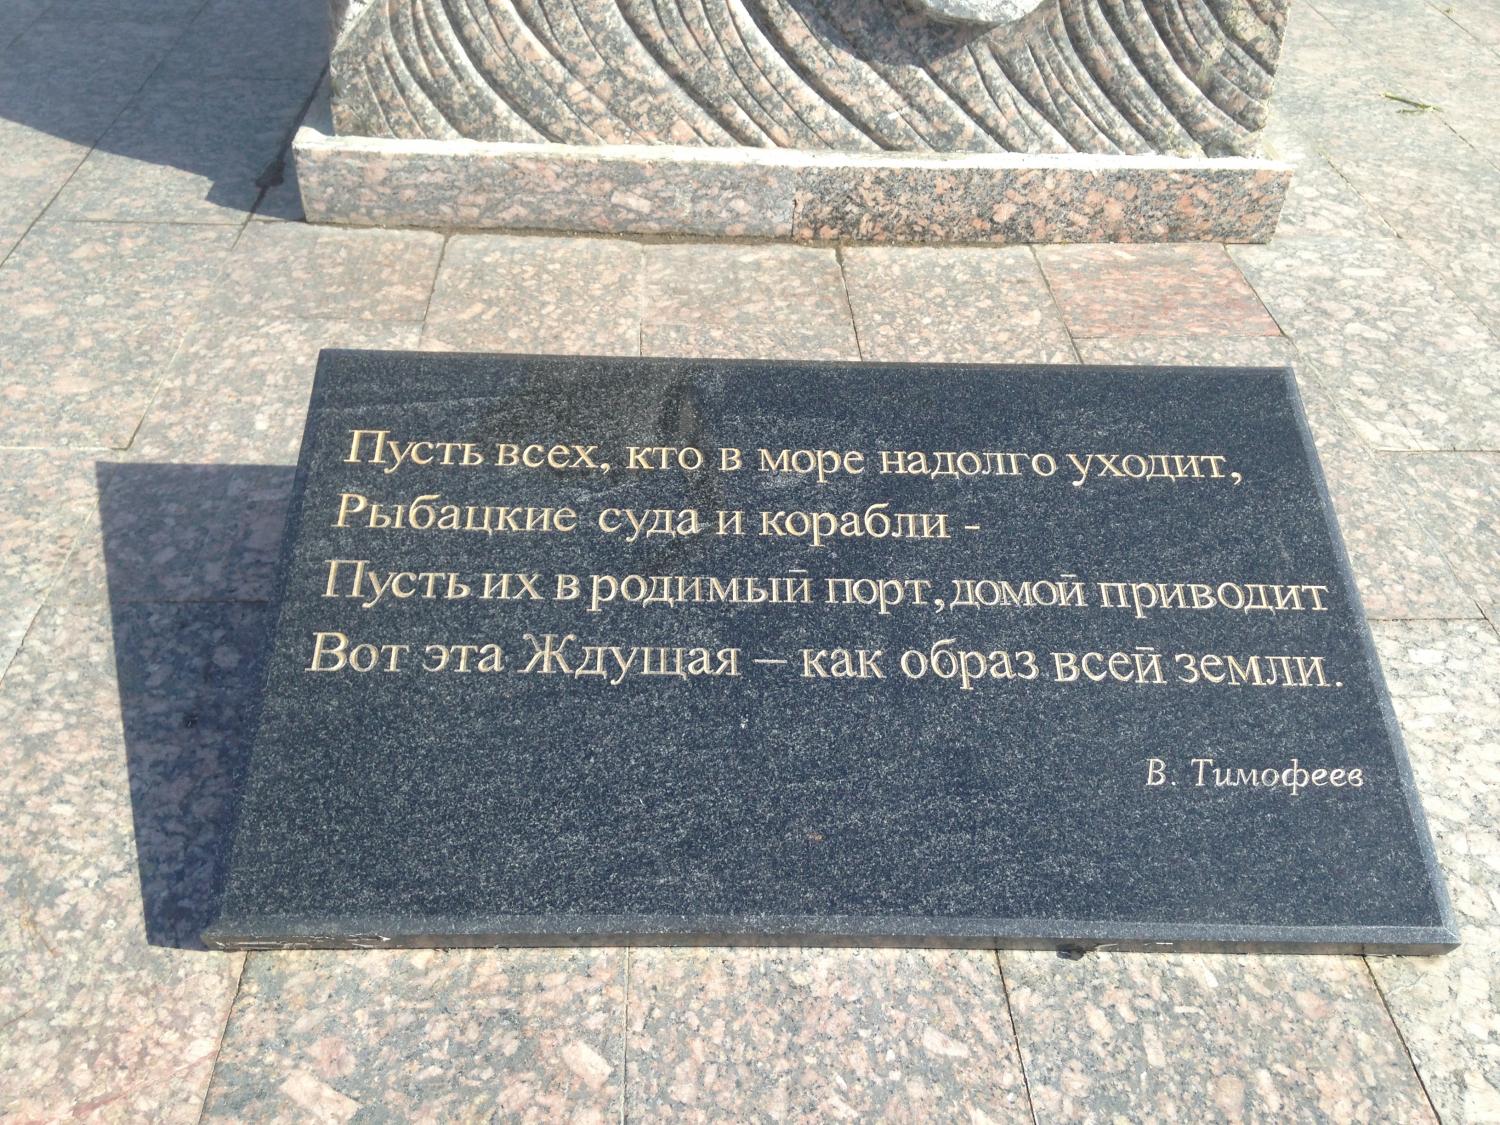 Пусть всех, кто в море надолго уходит,
Рыбацкие суда и корабли -
Пусть их в родимый порт, домой приводит
Вот эта Ждущая – как образ всей земли.
В. Тимофеев